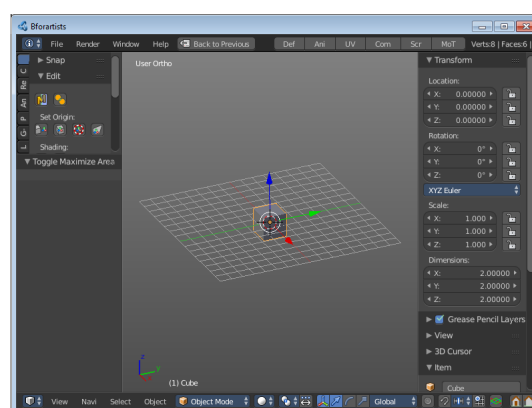 Bforartists
File Render Window Help Back to Previous Def Ani UV Com Scr MoT Verts:8 | Faces:6 |
Snap
Edit
Set Origin:
Shading:
Toggle Maximize Area
C
Re
An
P
G-
L
User Ortho
z
y
(1) Cube
Transform
Location:
X: 0.00000
Y: 0.00000
Z: 0.00000
Rotation:
X: 0°
Y: 0°
Z: 0°
XYZ Euler
Scale:
X: 1.000
Y: 1.000
Z: 1.000
Dimensions:
X: 2.00000
Y: 2.00000
Z: 2.00000
Grease Pencil Layers
View
3D Cursor
Item
Cube
View Navi Select Object Object Mode Global